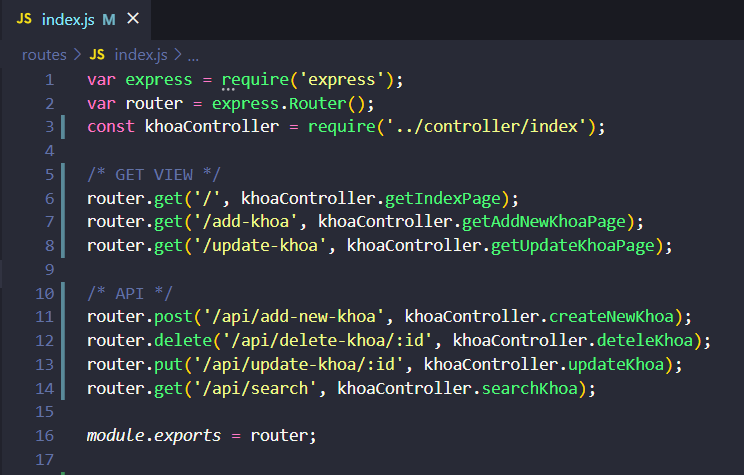 JS index.js M ×
routes > JS index.js > ...
1 var express = require('express');
2 var router = express.Router();
3 const khoaController = require('../controller/index');
4
5 /* GET VIEW */
6 router.get('/', khoaController.getIndexPage);
7 router.get('/add-khoa', khoaController.getAddNewKhoaPage);
8 router.get('/update-khoa', khoaController.getUpdateKhoaPage);
9
10 /* API */
11 router.post('/api/add-new-khoa', khoaController.createNewKhoa);
12 router.delete('/api/delete-khoa/:id', khoaController.deteleKhoa);
13 router.put('/api/update-khoa/:id', khoaController.updateKhoa);
14 router.get('/api/search', khoaController.searchKhoa);
15
16 module.exports = router;
17